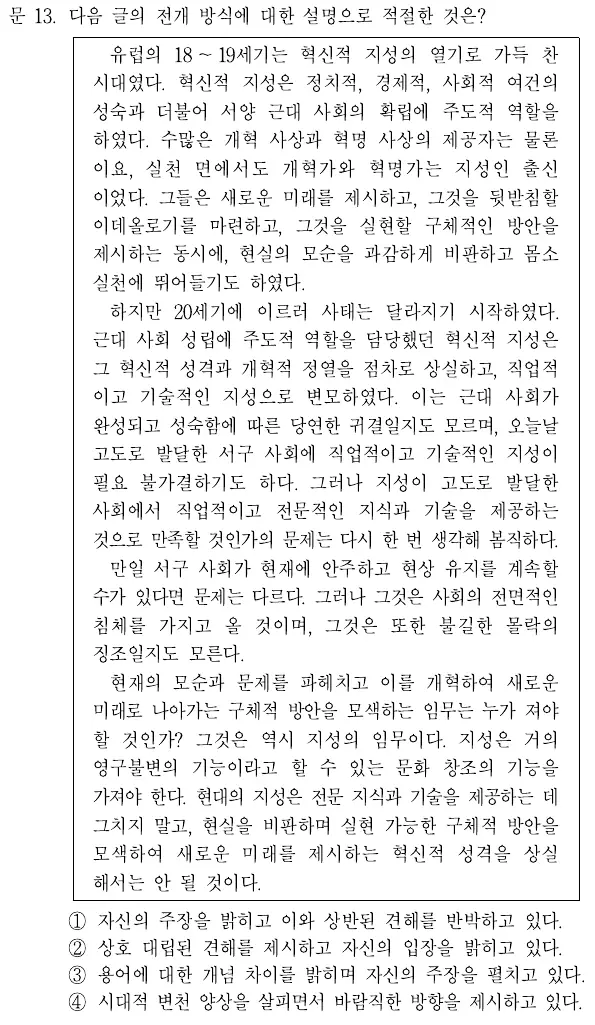 문 13. 다음 글의 전개 방식에 대한 설명으로 적절한 것은?
유럽의 18 ~ 19세기는 혁신적 지성의 열기로 가득 찬
시대였다. 혁신적 지성은 정치적, 경제적, 사회적 여건의
성숙과 더불어 서양 근대 사회의 확립에 주도적 역할을
하였다. 수많은 개혁 사상과 혁명 사상의 제공자는 물론
이요, 실천 면에서도 개혁가와 혁명가는 지성인 출신
이었다. 그들은 새로운 미래를 제시하고, 그것을 뒷받침할
이데올로기를 마련하고, 그것을 실현할 구체적인 방안을
제시하는 동시에, 현실의 모순을 과감하게 비판하고 몸소
실천에 뛰어들기도 하였다.
하지만 20세기에 이르러 사태는 달라지기 시작하였다.
근대 사회 성립에 주도적 역할을 담당했던 혁신적 지성은
그 혁신적 성격과 개혁적 정열을 점차로 상실하고, 직업적
이고 기술적인 지성으로 변모하였다. 이는 근대 사회가
완성되고 성숙함에 따른 당연한 귀결일지도 모르며, 오늘날
고도로 발달한 서구 사회에 직업적이고 기술적인 지성이
필요 불가결하기도 하다. 그러나 지성이 고도로 발달한
사회에서 직업적이고 전문적인 지식과 기술을 제공하는
것으로 만족할 것인가의 문제는 다시 한 번 생각해 봄직하다.
만일 서구 사회가 현재에 안주하고 현상 유지를 계속할
수가 있다면 문제는 다르다. 그러나 그것은 사회의 전면적인
침체를 가지고 올 것이며, 그것은 또한 불길한 몰락의
징조일지도 모른다.
현재의 모순과 문제를 파헤치고 이를 개혁하여 새로운
미래로 나아가는 구체적 방안을 모색하는 임무는 누가 져야
할 것인가? 그것은 역시 지성의 임무이다. 지성은 거의
영구불변의 기능이라고 할 수 있는 문화 창조의 기능을
가져야 한다. 현대의 지성은 전문 지식과 기술을 제공하는 데
그치지 말고, 현실을 비판하며 실현 가능한 구체적 방안을
모색하여 새로운 미래를 제시하는 혁신적 성격을 상실
해서는 안 될 것이다.
① 자신의 주장을 밝히고 이와 상반된 견해를 반박하고 있다.
② 상호 대립된 견해를 제시하고 자신의 입장을 밝히고 있다.
③ 용어에 대한 개념 차이를 밝히며 자신의 주장을 펼치고 있다.
④ 시대적 변천 양상을 살피면서 바람직한 방향을 제시하고 있다.